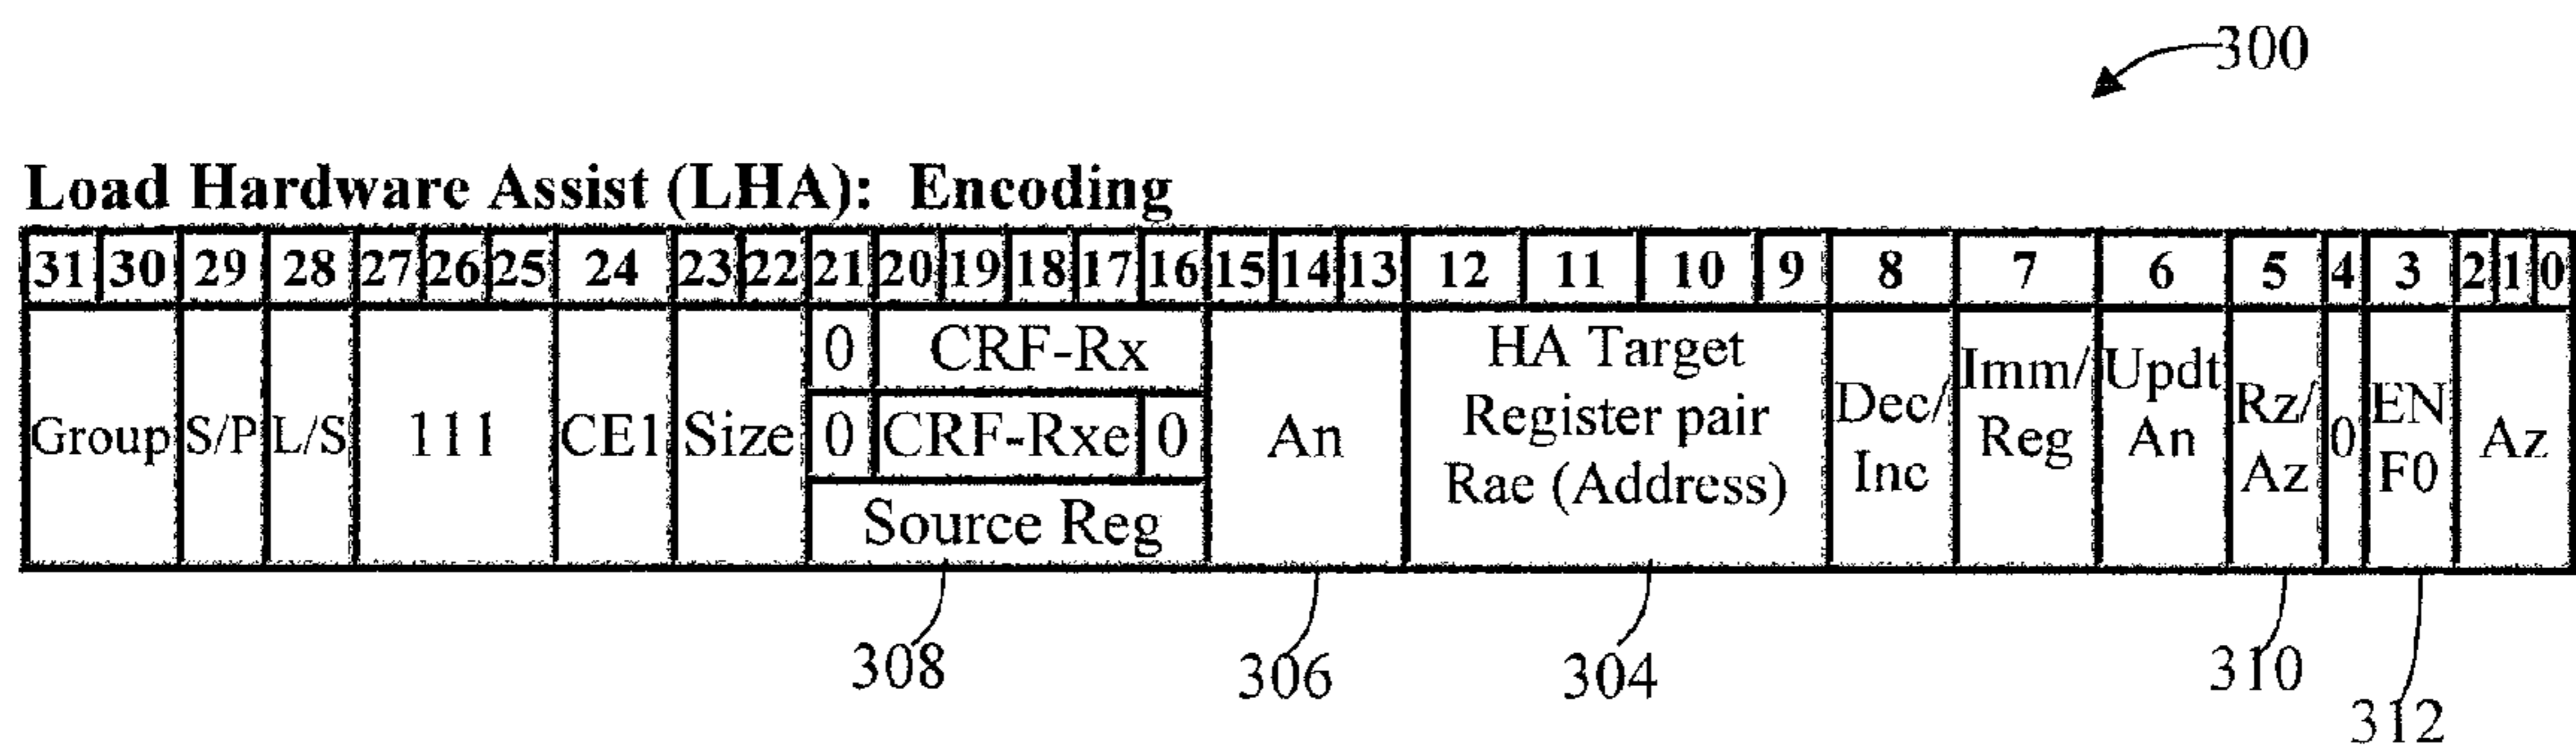 300
Load Hardware Assist (LHA): Encoding
31 30 29 28 27 26 25 24 23 22 21 20 19 18 17 16 15 14 13 12 11 10 9 8 7 6 5 4 3 2 1 0
Group S/P L/S 111 CE1 Size
0 CRF-Rx
0 CRF-Rxe 0
Source Reg
An
HA Target
Register pair
Rae (Address)
Dec/
Inc
Imm/
Reg
Updt
An
Rz/
Az
0
EN
F0
Az
308 306 304 310 312